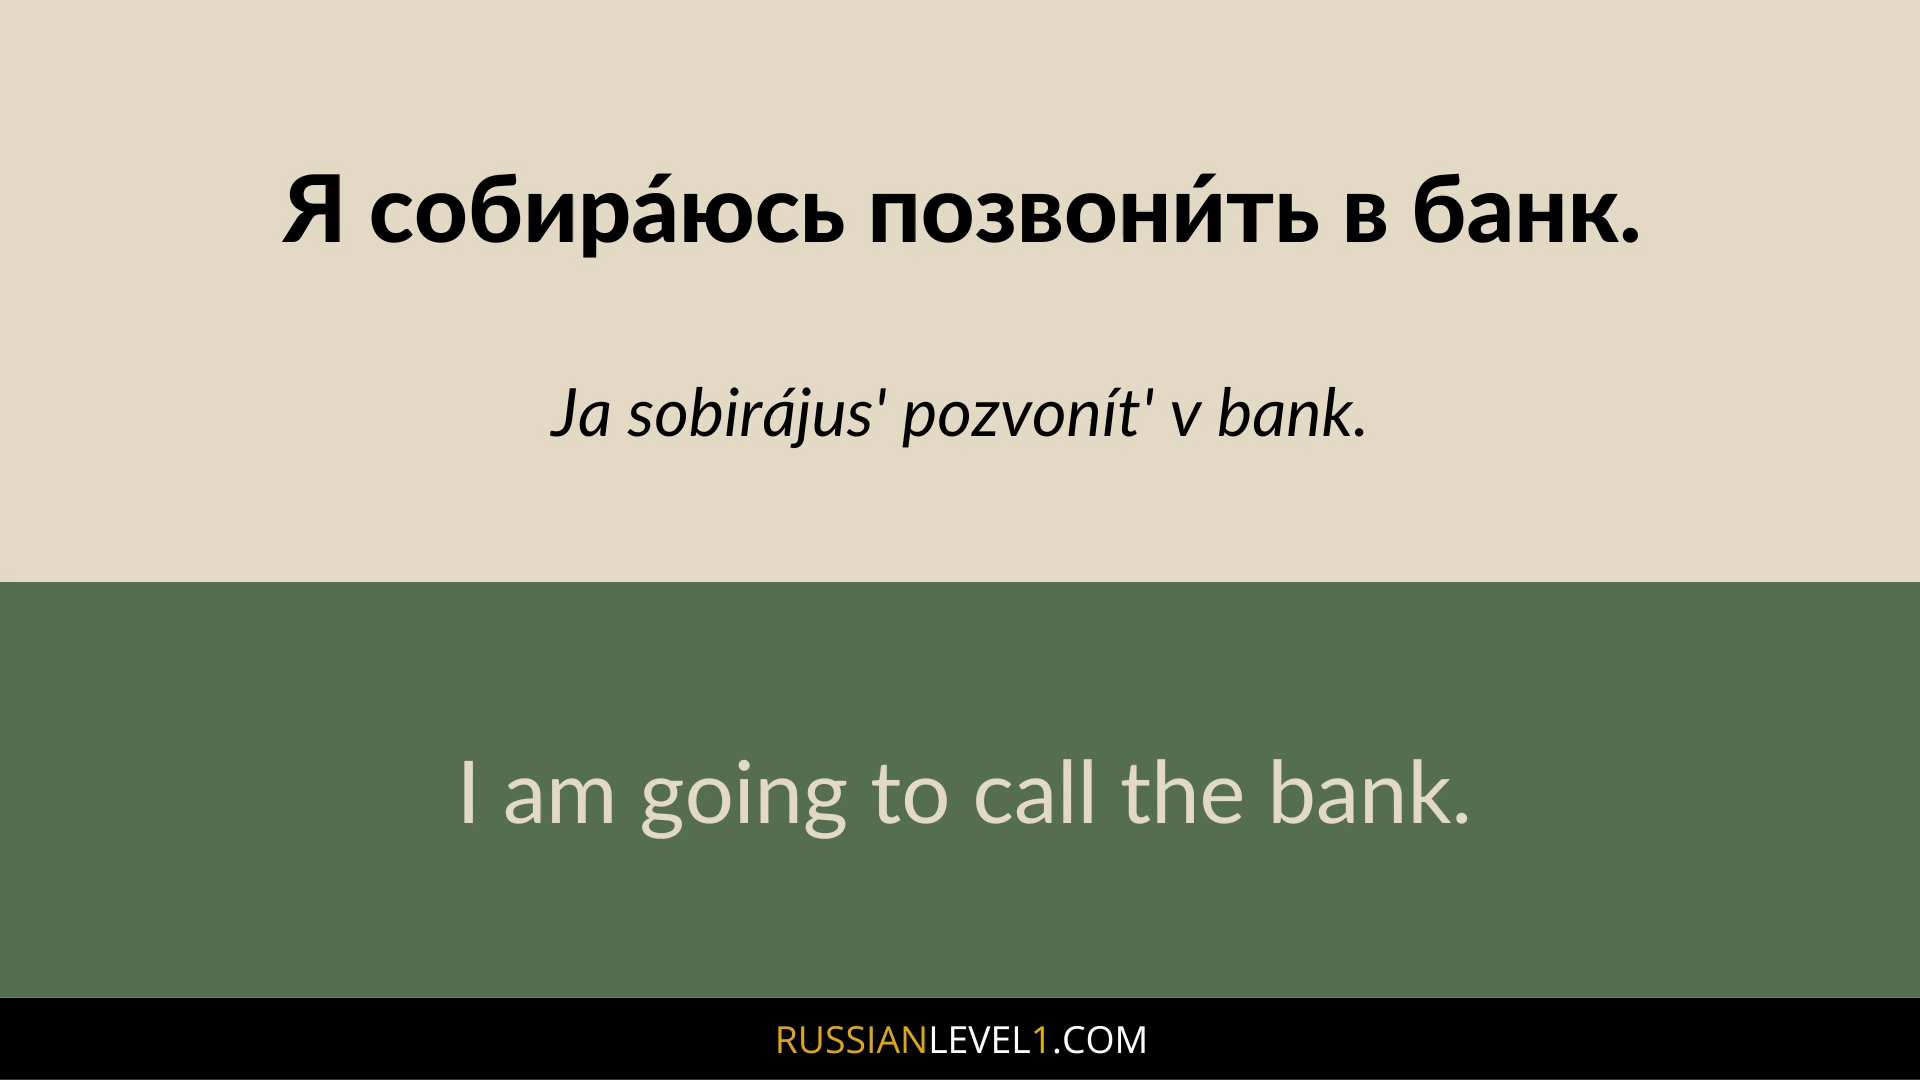 Я собира́юсь позвони́ть в банк.
Ja sobirájus' pozvonít' v bank.
I am going to call the bank.
RUSSIANLEVEL1.COM